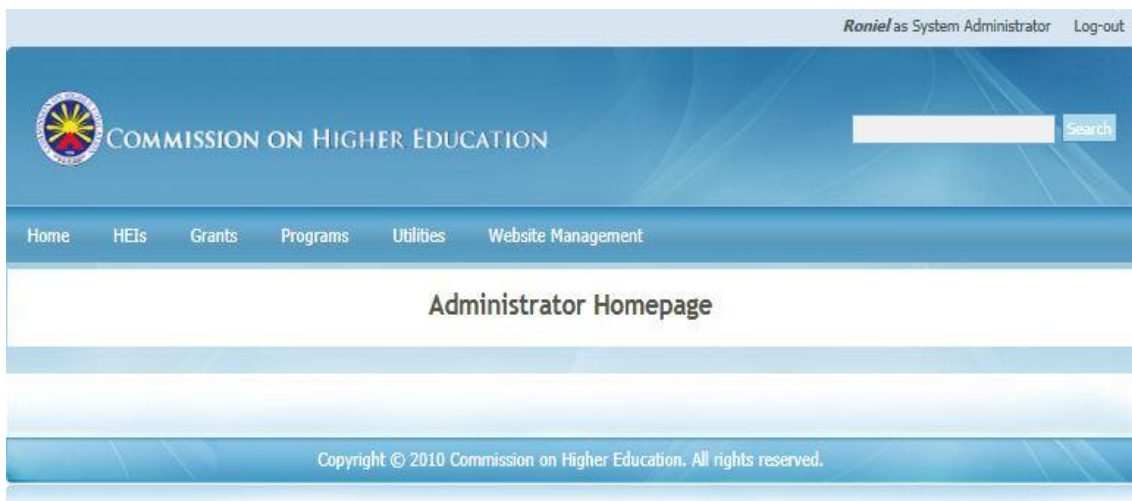 Roniel as System Administrator Log-out
COMMISSION ON HIGHER EDUCATION
Search
Home HEIs Grants Programs Utilities Website Management
Administrator Homepage
Copyright © 2010 Commission on Higher Education. All rights reserved.